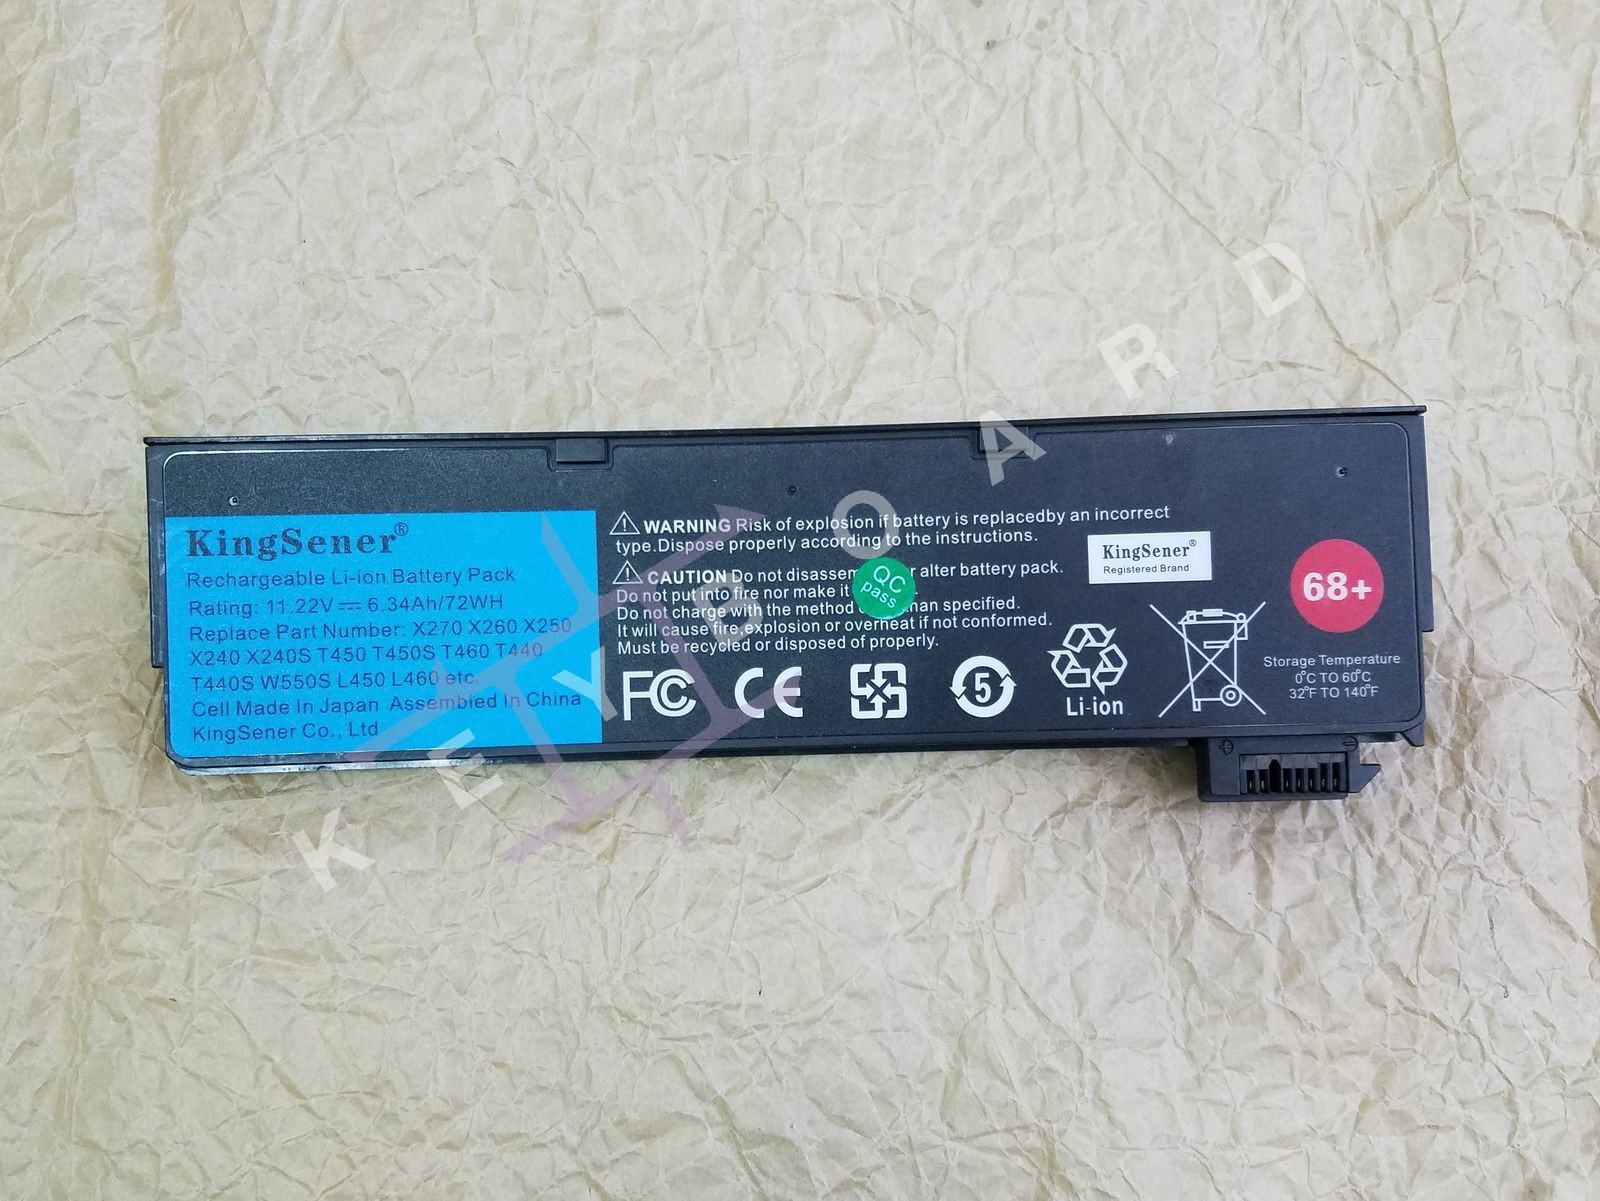 KingSener®
Rechargeable Li-ion Battery Pack
Rating: 11.22V⎓6.34Ah/72WH
Replace Part Number: X270 X260 X250
X240 X240S T450 T450S T460 T440
T440S W550S L450 L460 etc.
Cell Made In Japan Assembled In China
KingSener Co., Ltd
⚠ WARNING Risk of explosion if battery is replacedby an incorrect
type.Dispose properly according to the instructions.
⚠ CAUTION Do not disassem r alter battery pack.
Do not put into fire nor make it
Do not charge with the method than specified.
It will cause fire,explosion or overheat if not conformed.
Must be recycled or disposed of properly.
QC
pass
KingSener®
Registered Brand
68+
FC CE
5
Li-ion
Storage Temperature
0°C TO 60°C
32°F TO 140°F
+ -
KEYBOARD